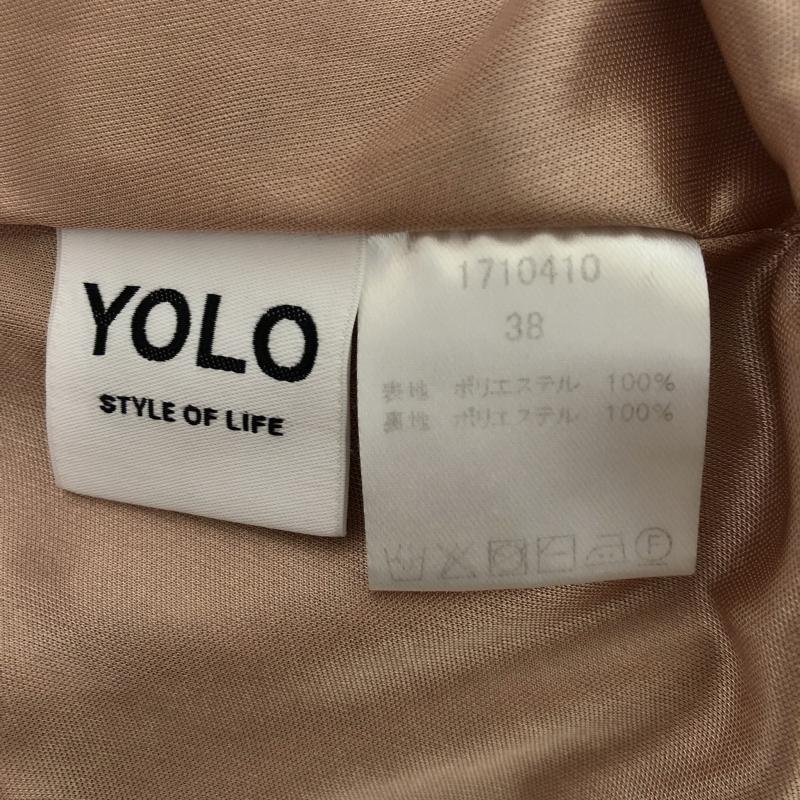 YOLO
STYLE OF LIFE
1710410
38
表地 ポリエステル 100%
裏地 ポリエステル 100%
F